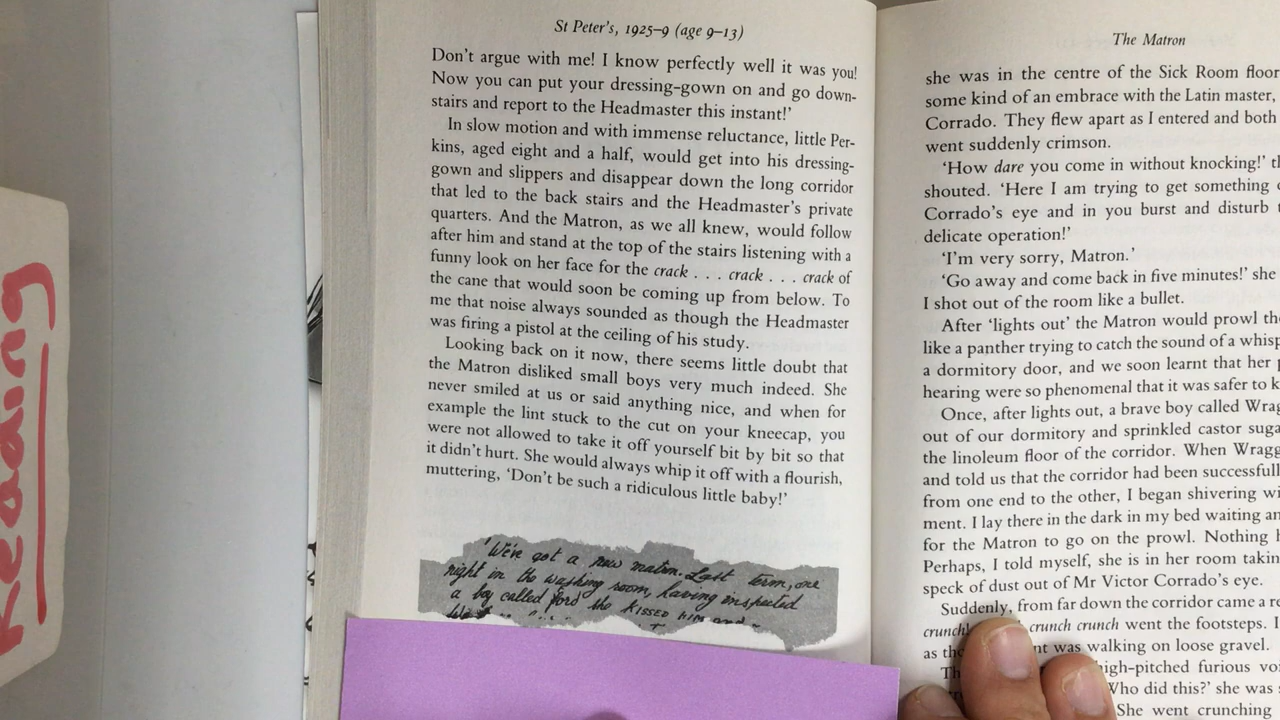 Reading
St Peter's, 1925–9 (age 9–13)
Don't argue with me! I know perfectly well it was you!
Now you can put your dressing-gown on and go down-
stairs and report to the Headmaster this instant!'
In slow motion and with immense reluctance, little Per-
kins, aged eight and a half, would get into his dressing-
gown and slippers and disappear down the long corridor
that led to the back stairs and the Headmaster's private
quarters. And the Matron, as we all knew, would follow
after him and stand at the top of the stairs listening with a
funny look on her face for the crack . . . crack . . . crack of
the cane that would soon be coming up from below. To
me that noise always sounded as though the Headmaster
was firing a pistol at the ceiling of his study.
Looking back on it now, there seems little doubt that
the Matron disliked small boys very much indeed. She
never smiled at us or said anything nice, and when for
example the lint stuck to the cut on your kneecap, you
were not allowed to take it off yourself bit by bit so that
it didn't hurt. She would always whip it off with a flourish,
muttering, 'Don't be such a ridiculous little baby!'
'We've got a new matron. Last term, one
night in the washing room, having inspected
a boy called Ford she KISSED HIM and
The Matron
she was in the centre of the Sick Room floor
some kind of an embrace with the Latin master,
Corrado. They flew apart as I entered and both
went suddenly crimson.
'How dare you come in without knocking!'
shouted. 'Here I am trying to get something
Corrado's eye and in you burst and disturb
delicate operation!'
'I'm very sorry, Matron.'
'Go away and come back in five minutes!' she
I shot out of the room like a bullet.
After 'lights out' the Matron would prowl
like a panther trying to catch the sound of a
a dormitory door, and we soon learnt that her
hearing were so phenomenal that it was safer to
Once, after lights out, a brave boy called
out of our dormitory and sprinkled castor
the linoleum floor of the corridor. When
and told us that the corridor had been
from one end to the other, I began shivering
ment. I lay there in the dark in my bed waiting
for the Matron to go on the prowl. Nothing
Perhaps, I told myself, she is in her room
speck of dust out of Mr Victor Corrado's eye.
Suddenly, from far down the corridor came a
crunch crunch went the footsteps.
as was walking on loose gravel.
high-pitched furious
Who did this?' she was
She went crunching